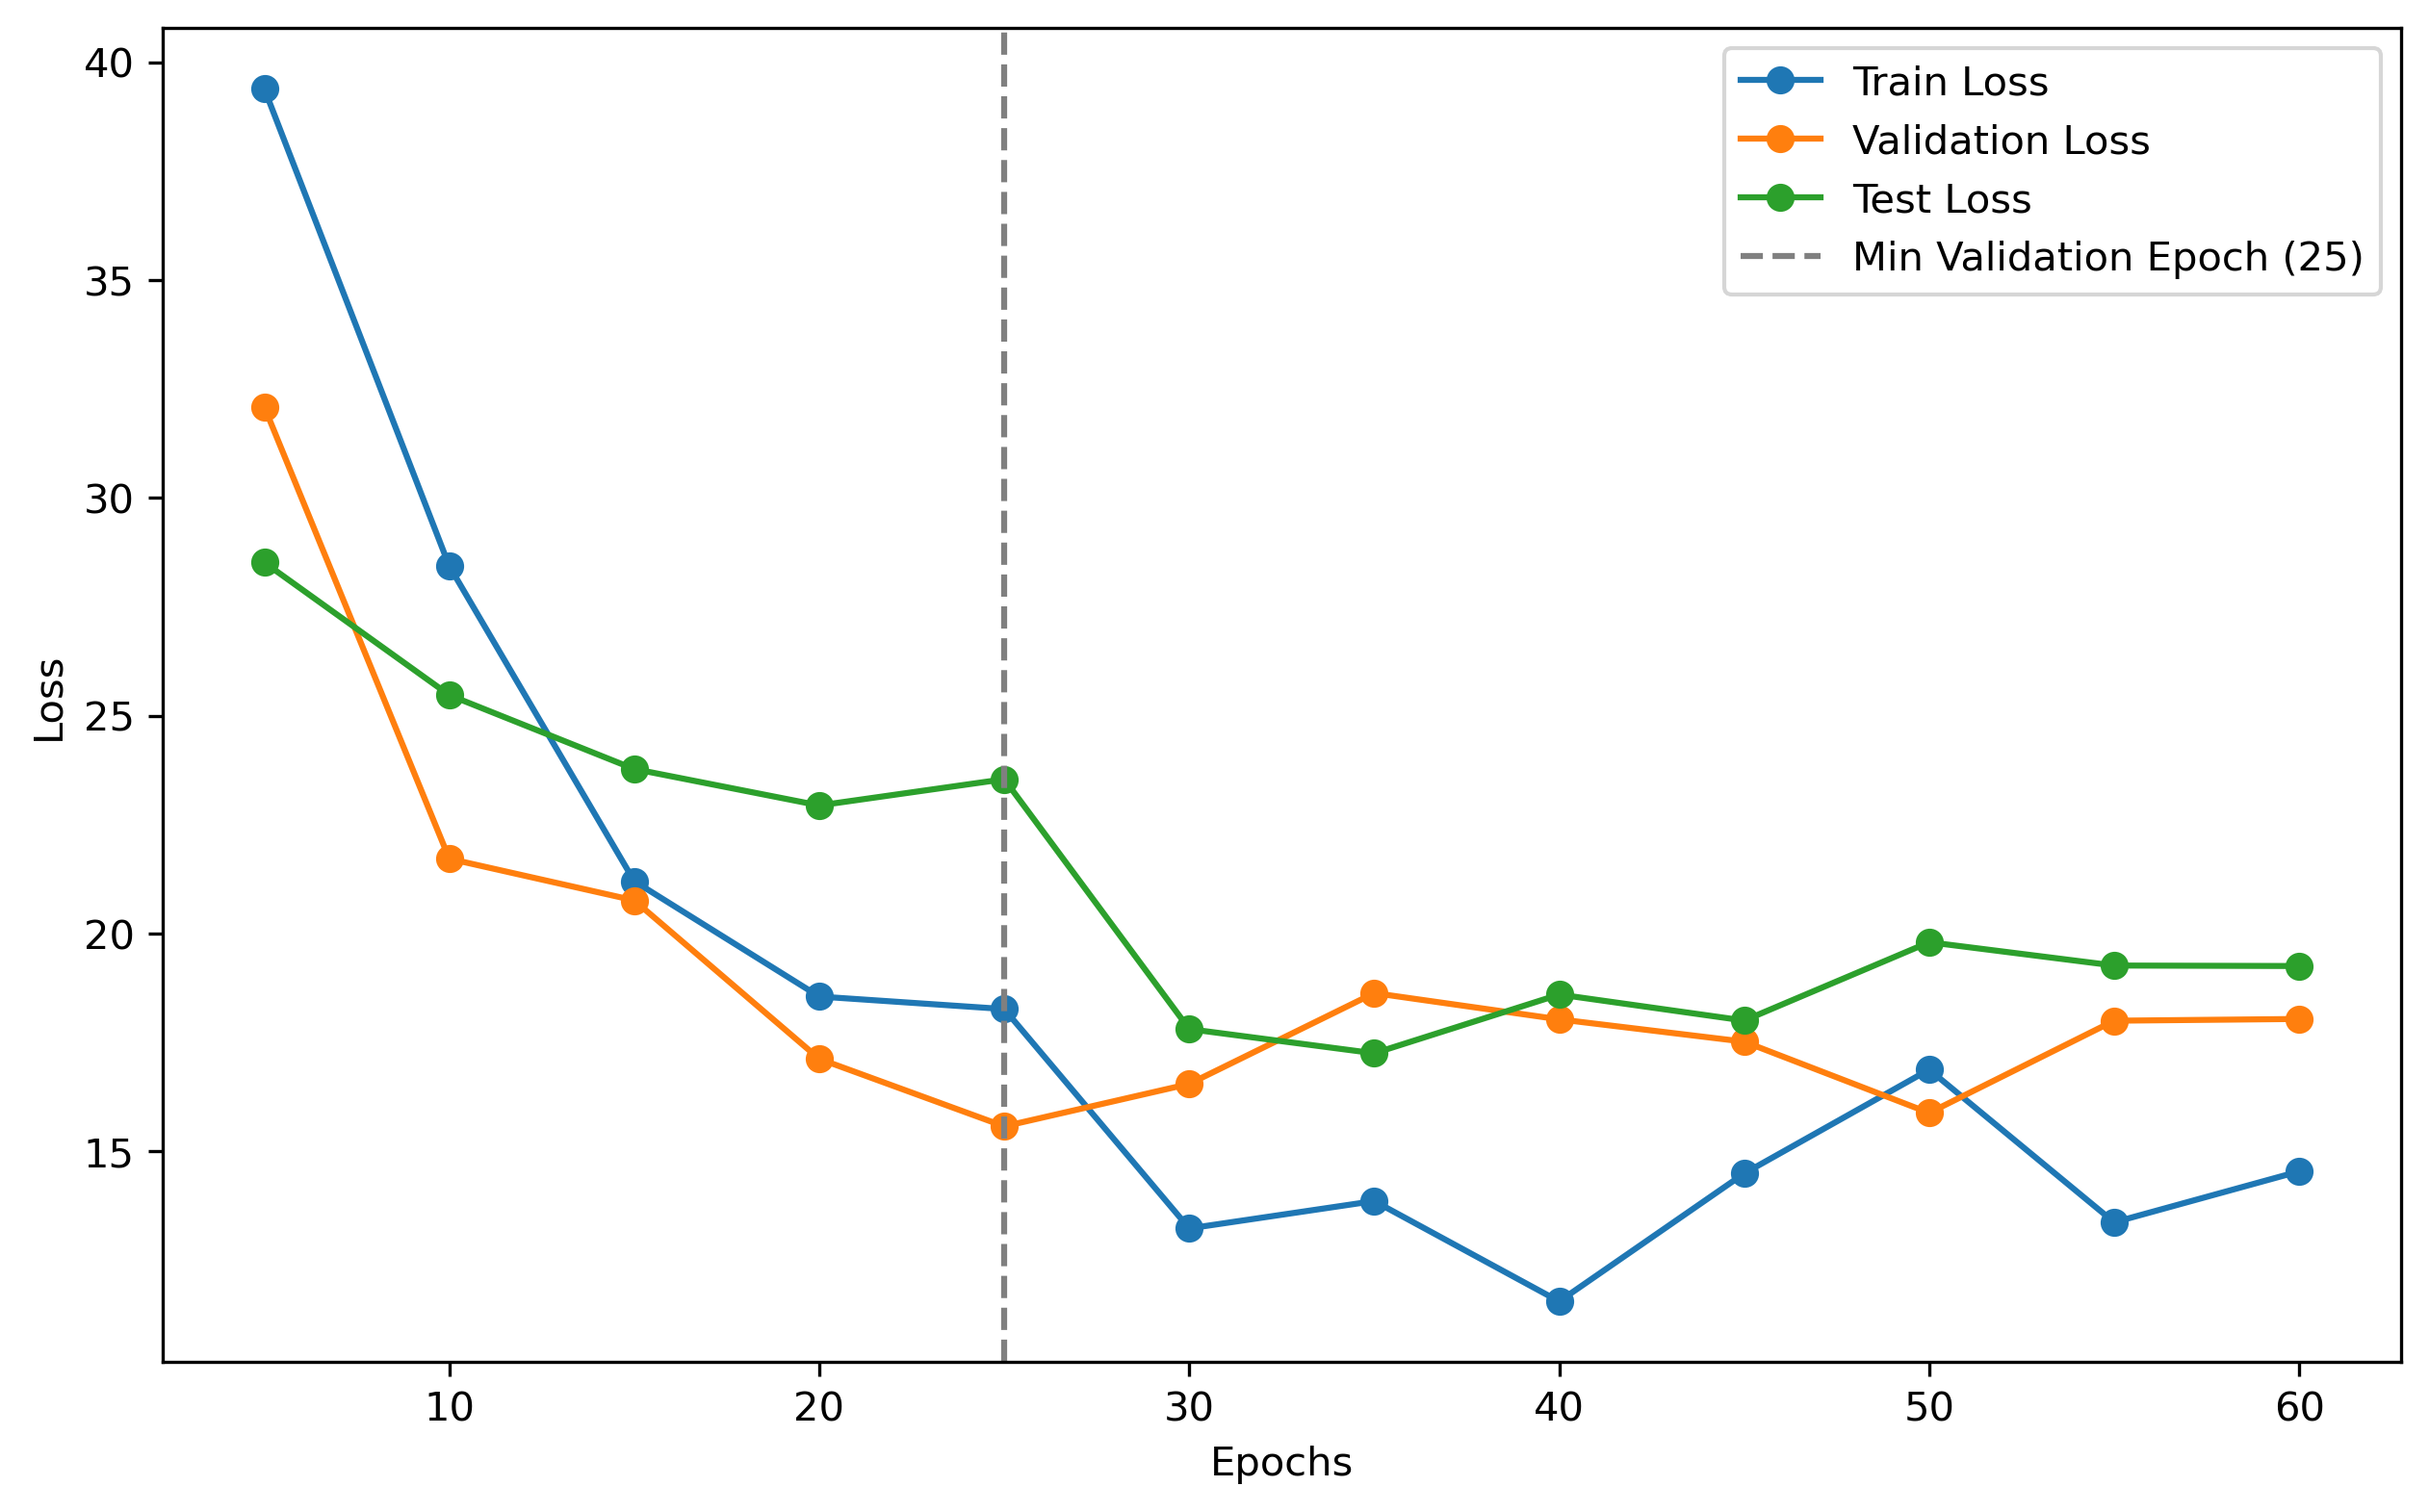 40
35
30
25
20
15
Loss
10 20 30 40 50 60
Epochs
Train Loss
Validation Loss
Test Loss
Min Validation Epoch (25)